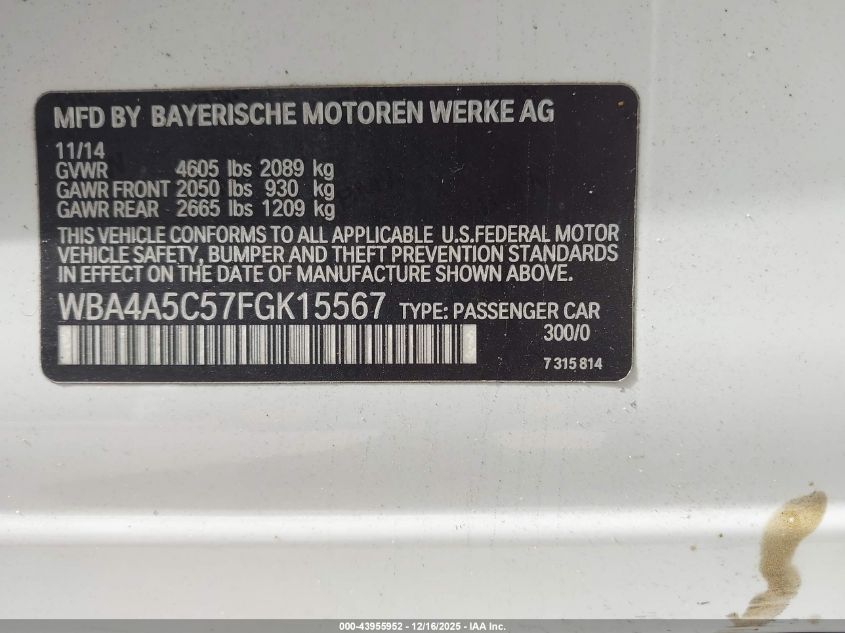 MFD BY BAYERISCHE MOTOREN WERKE AG
11/14
GVWR 4605 lbs 2089 kg
GAWR FRONT 2050 lbs 930 kg
GAWR REAR 2665 lbs 1209 kg
THIS VEHICLE CONFORMS TO ALL APPLICABLE U.S.FEDERAL MOTOR
VEHICLE SAFETY, BUMPER AND THEFT PREVENTION STANDARDS
IN EFFECT ON THE DATE OF MANUFACTURE SHOWN ABOVE.
WBA4A5C57FGK15567 TYPE: PASSENGER CAR
300/0
7 315 814
000-43955952 - 12/16/2025 - IAA Inc.